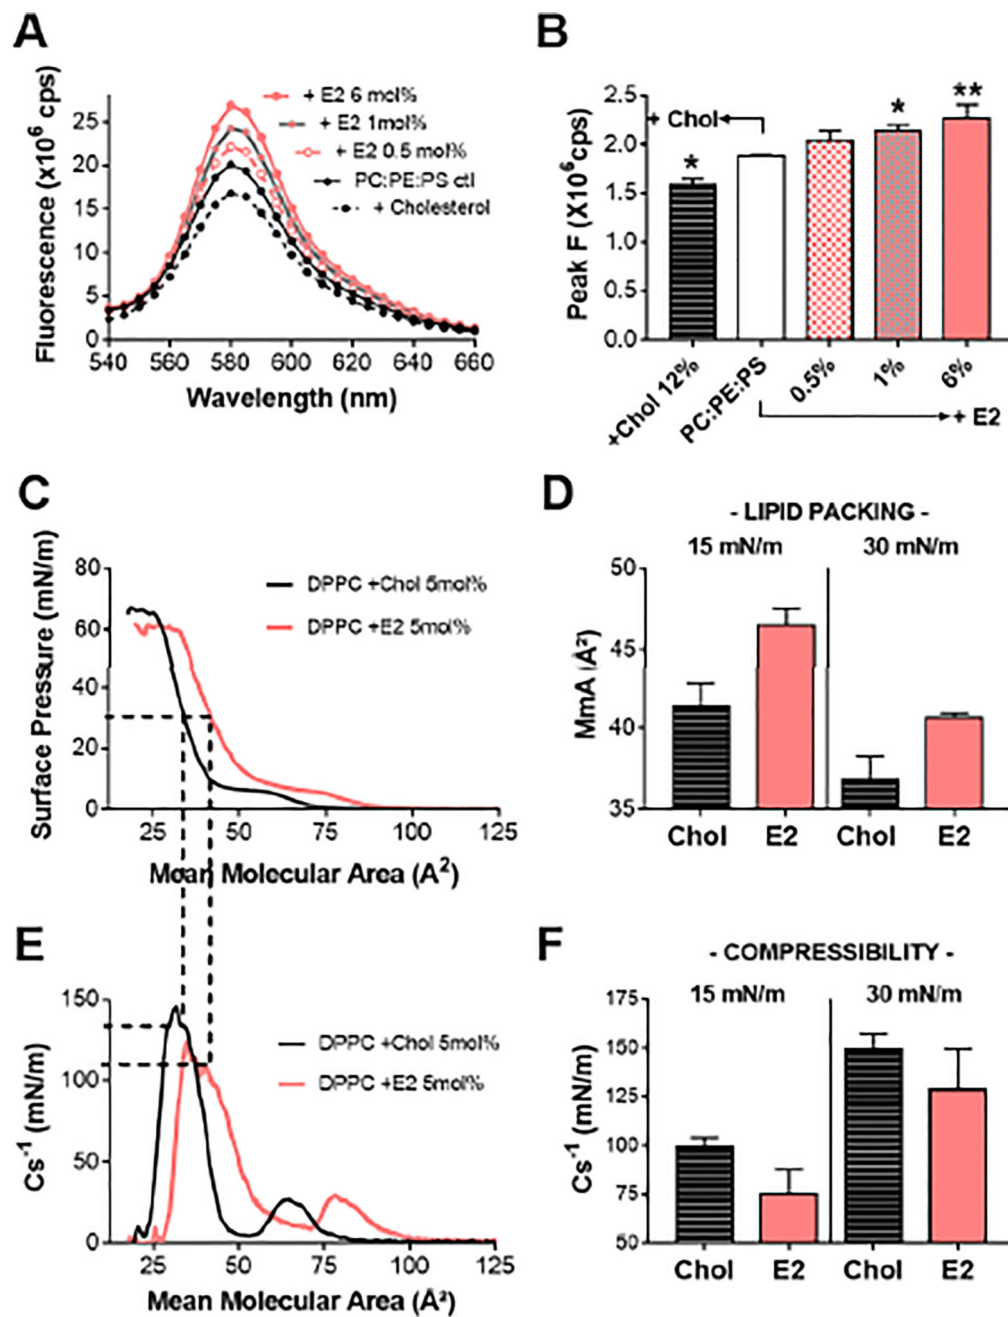 A
Fluorescence (x10⁶ cps)
25
20
15
10
5
0
+ E2 6 mol%
+ E2 1mol%
+ E2 0.5 mol%
PC:PE:PS ctl
+ Cholesterol
540 560 580 600 620 640 660
Wavelength (nm)
B
Peak F (X10⁶cps)
2.5
2.0
1.5
1.0
0.5
0.0
+ Chol
*
*
**
+Chol 12%
PC:PE:PS
0.5%
1%
6%
+ E2
C
Surface Pressure (mN/m)
80
60
40
20
0
DPPC +Chol 5mol%
DPPC +E2 5mol%
25 50 75 100 125
Mean Molecular Area (A²)
D
- LIPID PACKING -
15 mN/m 30 mN/m
MmA (Å²)
50
45
40
35
Chol E2 Chol E2
E
Cs⁻¹ (mN/m)
150
100
50
0
DPPC +Chol 5mol%
DPPC +E2 5mol%
25 50 75 100 125
Mean Molecular Area (Å²)
F
- COMPRESSIBILITY -
15 mN/m 30 mN/m
Cs⁻¹ (mN/m)
175
150
125
100
75
50
Chol E2 Chol E2